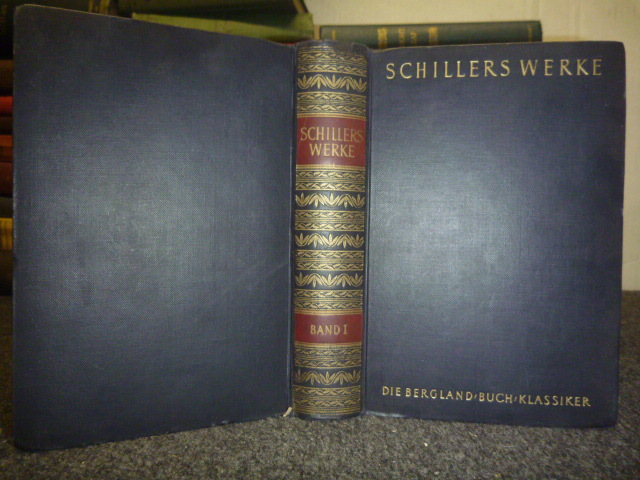 SCHILLERS
WERKE
BAND I
SCHILLERS WERKE
DIE BERGLAND/BUCH/KLASSIKER